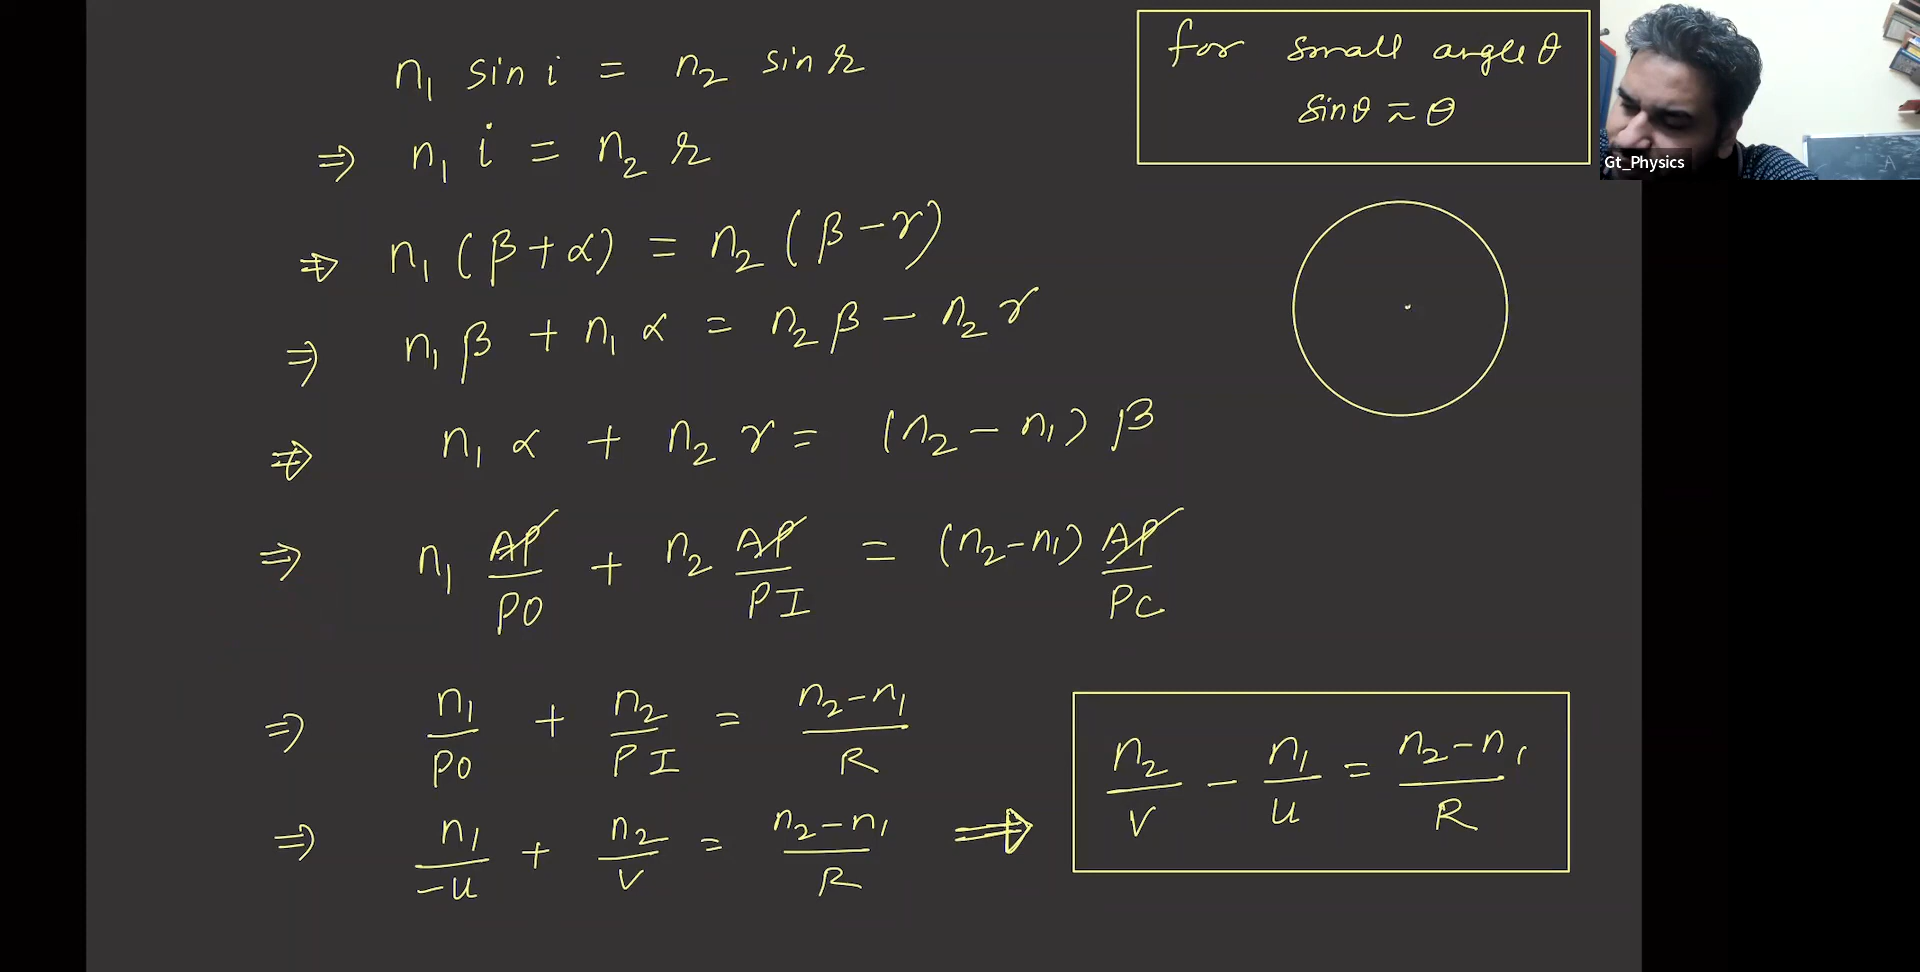 n₁ sin i = n₂ sin r
⇒ n₁ i = n₂ r
⇒ n₁ (β + α) = n₂ (β − γ)
⇒ n₁ β + n₁ α = n₂ β − n₂ γ
⇒ n₁ α + n₂ γ = (n₂ − n₁) β
⇒ n₁ AP/PO + n₂ AP/PI = (n₂ − n₁) AP/PC
⇒ n₁/PO + n₂/PI = n₂ − n₁/R
⇒ n₁/−u + n₂/v = n₂ − n₁/R ⇒
n₂/v − n₁/u = n₂ − n₁/R
for small angle θ
sinθ ≈ θ
Gt_Physics